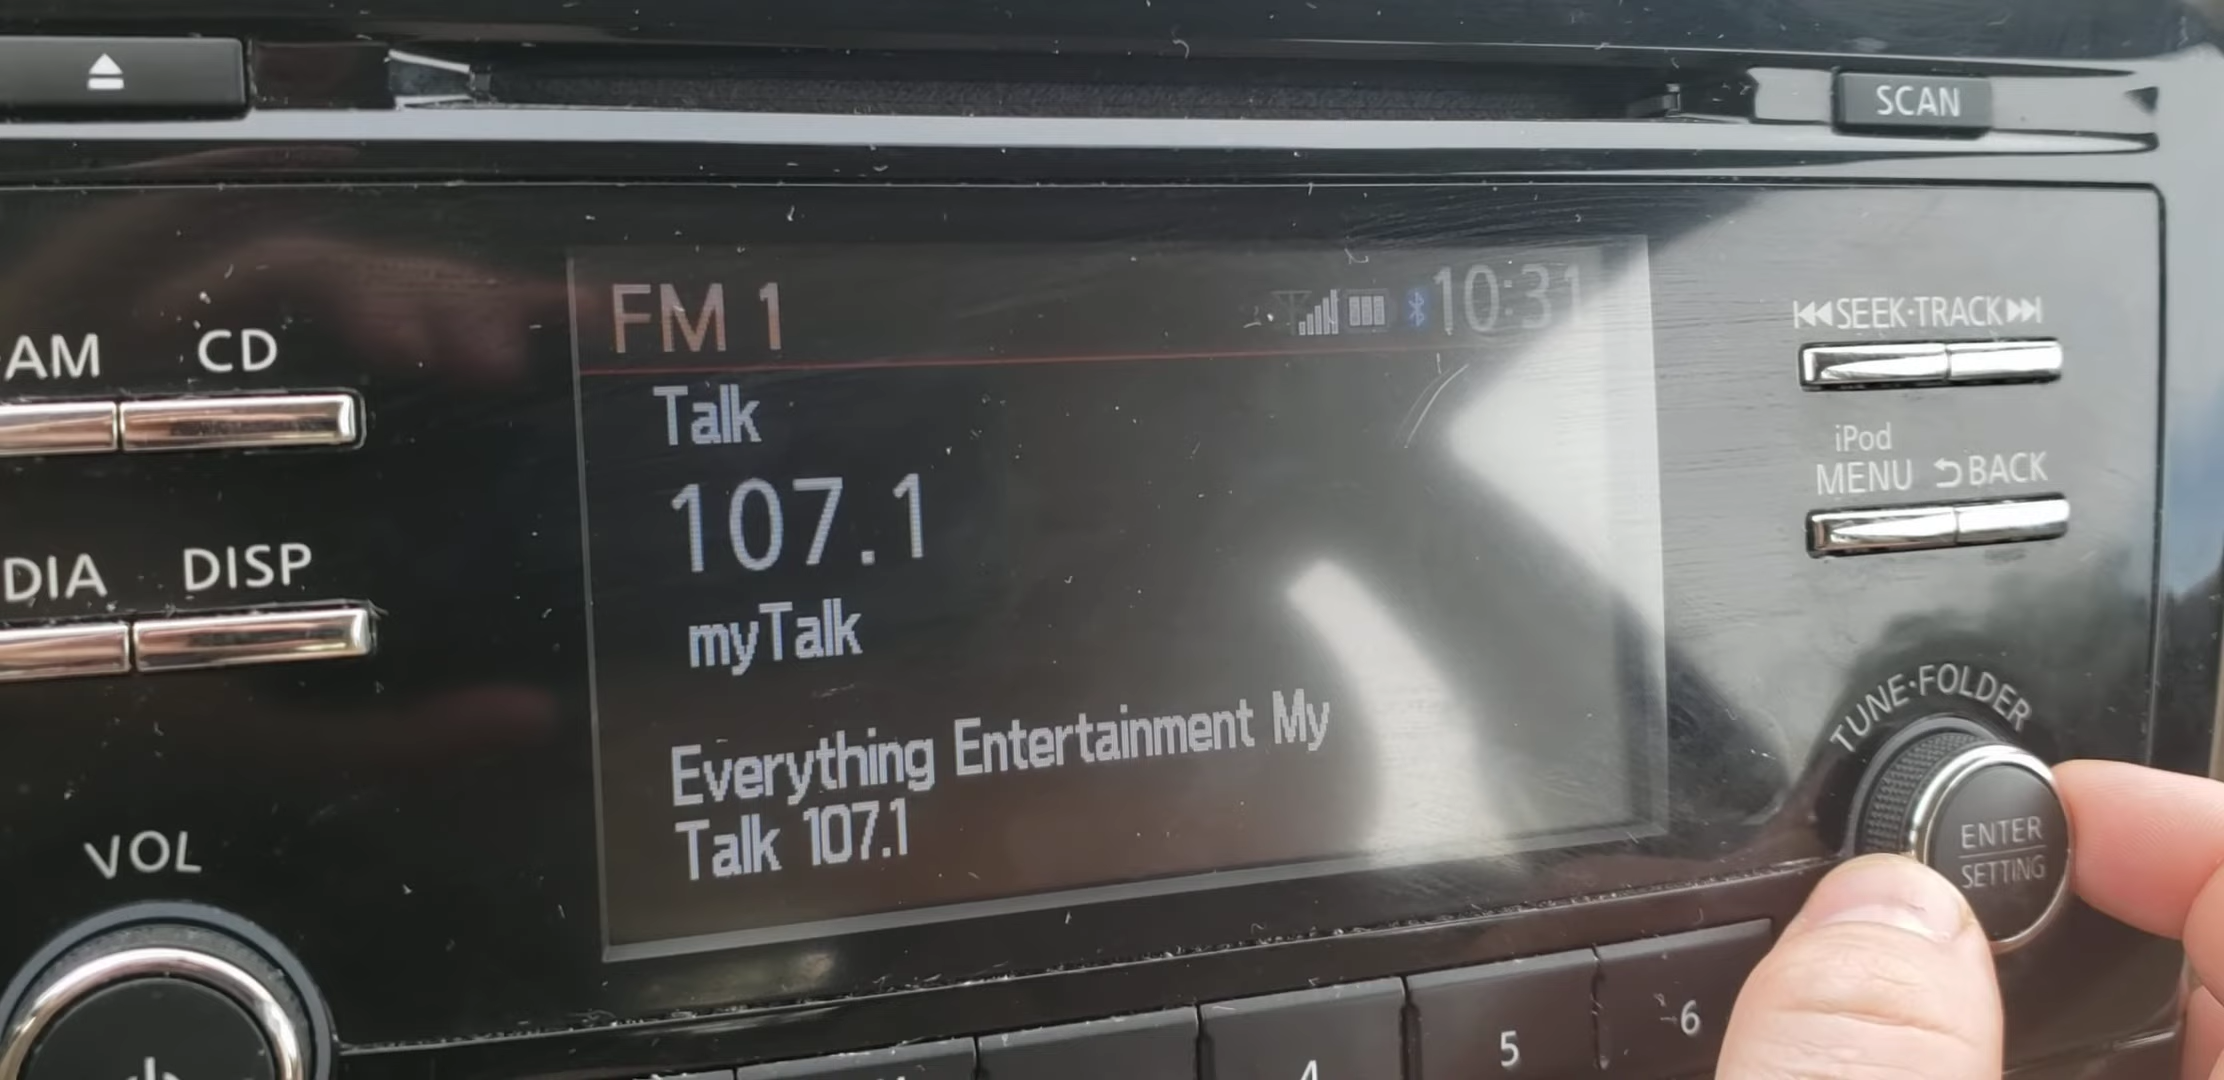 SCAN
FM 1
10:31
AM
CD
SEEK·TRACK
Talk
iPod
MENU
BACK
107.1
DIA
DISP
myTalk
TUNE·FOLDER
Everything Entertainment My
Talk 107.1
VOL
ENTER
SETTING
4
5
6